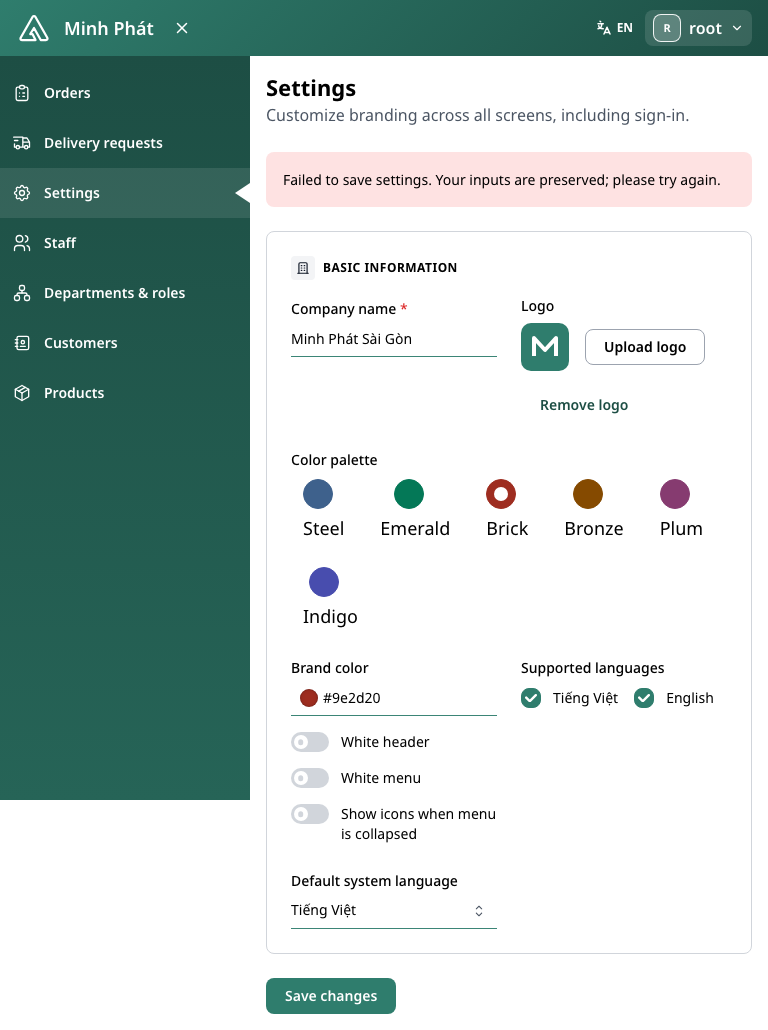 Minh Phát
EN
R
root
Orders
Delivery requests
Settings
Staff
Departments & roles
Customers
Products
Settings
Customize branding across all screens, including sign-in.
Failed to save settings. Your inputs are preserved; please try again.
BASIC INFORMATION
Company name *
Minh Phát Sài Gòn
Logo
M
Upload logo
Remove logo
Color palette
Steel
Emerald
Brick
Bronze
Plum
Indigo
Brand color
#9e2d20
Supported languages
Tiếng Việt
English
White header
White menu
Show icons when menu
is collapsed
Default system language
Tiếng Việt
Save changes